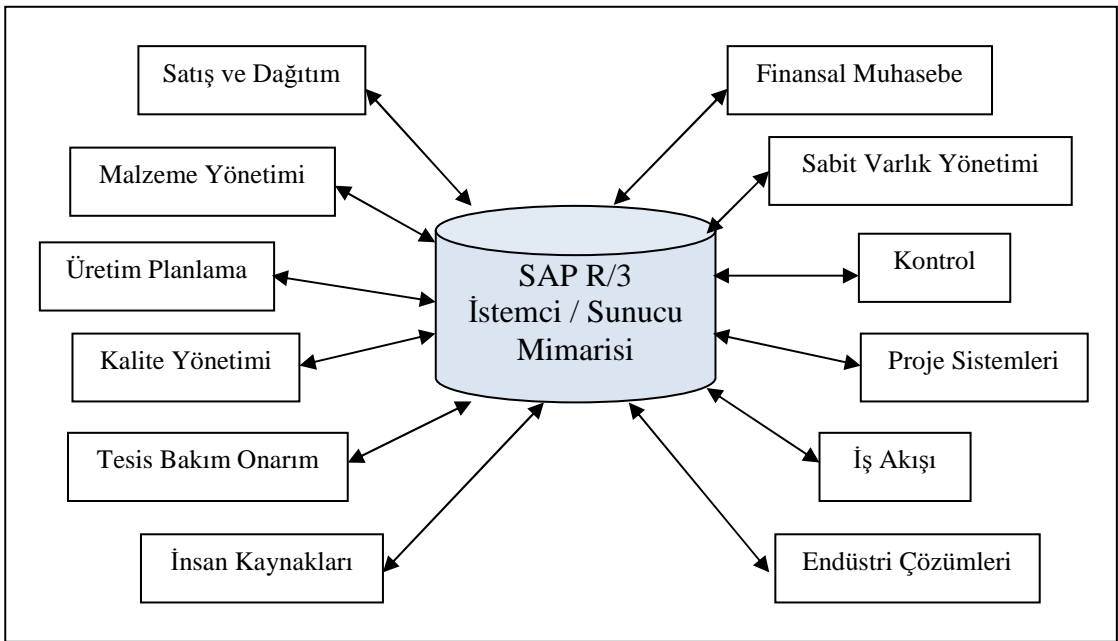 Satış ve Dağıtım
Finansal Muhasebe
Malzeme Yönetimi
Sabit Varlık Yönetimi
Üretim Planlama
SAP R/3
İstemci / Sunucu
Mimarisi
Kontrol
Kalite Yönetimi
Proje Sistemleri
Tesis Bakım Onarım
İş Akışı
İnsan Kaynakları
Endüstri Çözümleri